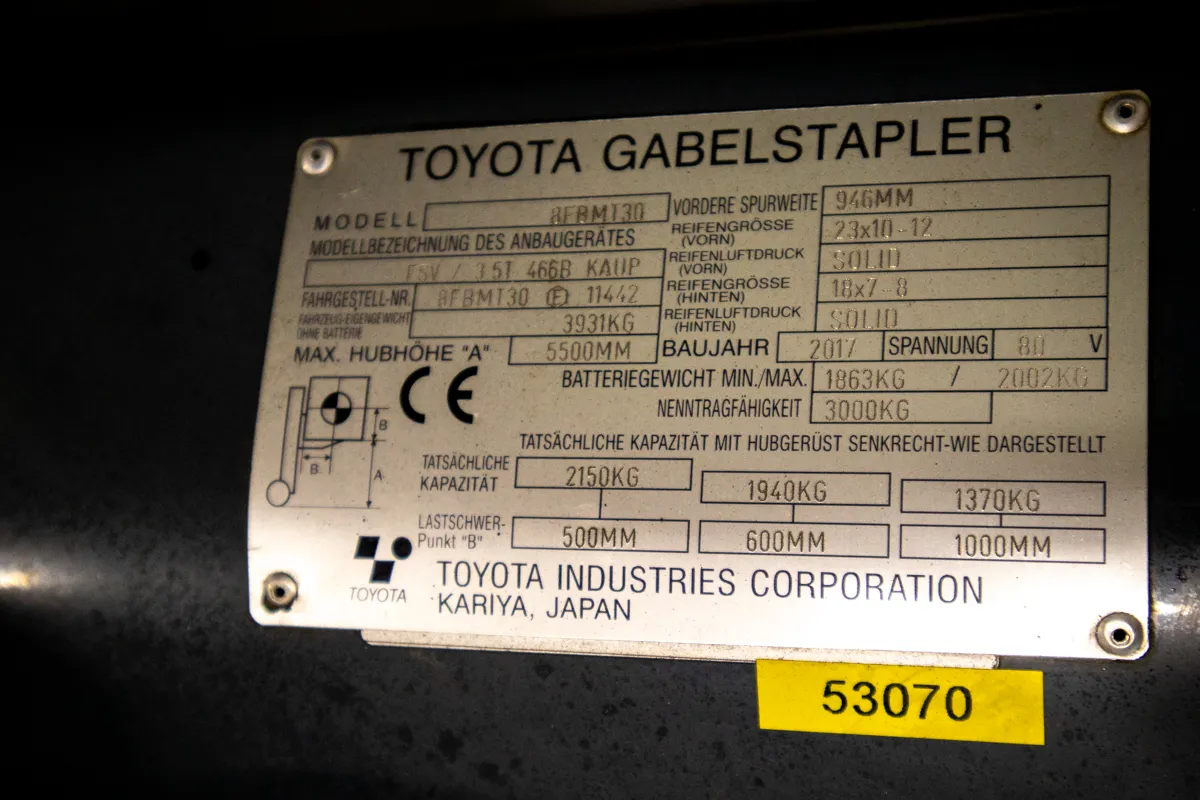 TOYOTA GABELSTAPLER
MODELL 8FBMT30
MODELLBEZEICHNUNG DES ANBAUGERÄTES
FSV / 3.5T 466B KAUP
FAHRGESTELL-NR. 8FBMT30 Ⓔ 11442
FAHRZEUG-EIGENGEWICHT OHNE BATTERIE 3931KG
MAX. HUBHÖHE "A" 5500MM
VORDERE SPURWEITE 946MM
REIFENGRÖSSE (VORN) 23x10-12
REIFENLUFTDRUCK (VORN) SOLID
REIFENGRÖSSE (HINTEN) 18x7-8
REIFENLUFTDRUCK (HINTEN) SOLID
BAUJAHR 2017 SPANNUNG 80 V
BATTERIEGEWICHT MIN./MAX. 1863KG / 2002KG
NENNTRAGFÄHIGKEIT 3000KG
CE
B
B
A
TATSÄCHLICHE KAPAZITÄT MIT HUBGERÜST SENKRECHT-WIE DARGESTELLT
TATSÄCHLICHE KAPAZITÄT 2150KG 1940KG 1370KG
LASTSCHWER-
Punkt "B" 500MM 600MM 1000MM
TOYOTA
TOYOTA INDUSTRIES CORPORATION
KARIYA, JAPAN
53070